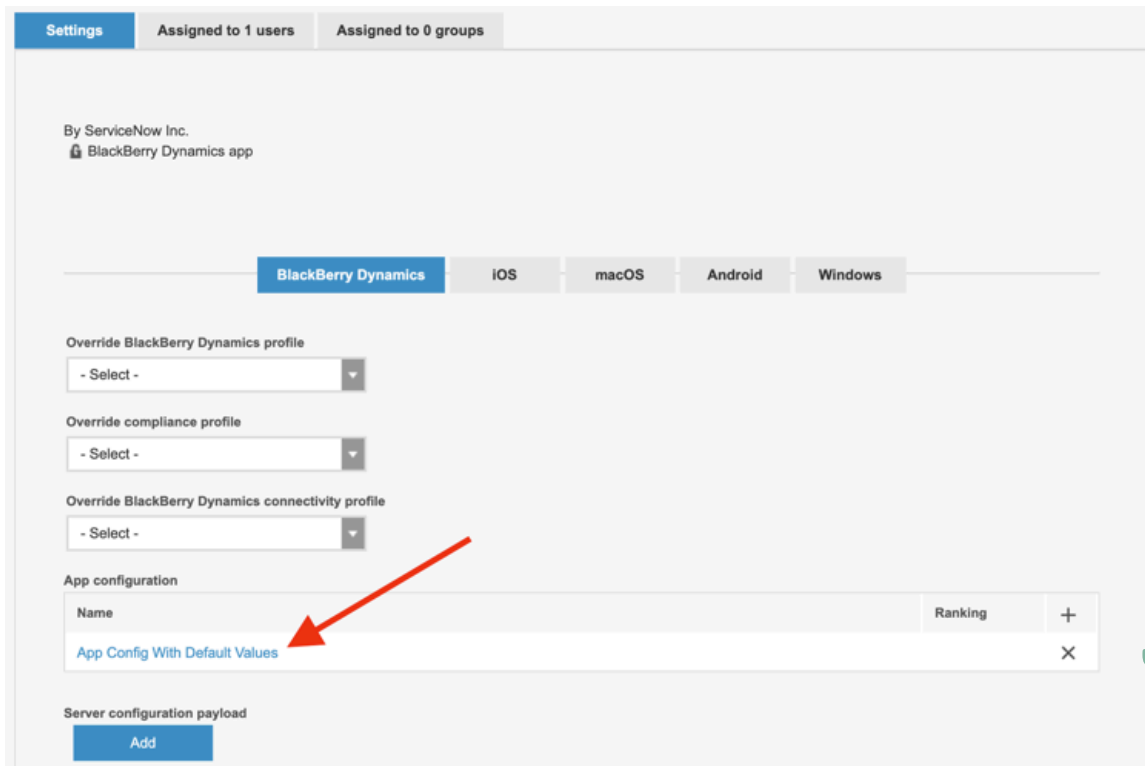 Settings Assigned to 1 users Assigned to 0 groups
By ServiceNow Inc.
BlackBerry Dynamics app
BlackBerry Dynamics iOS macOS Android Windows
Override BlackBerry Dynamics profile
- Select -
Override compliance profile
- Select -
Override BlackBerry Dynamics connectivity profile
- Select -
App configuration
Name Ranking +
App Config With Default Values
Server configuration payload
Add